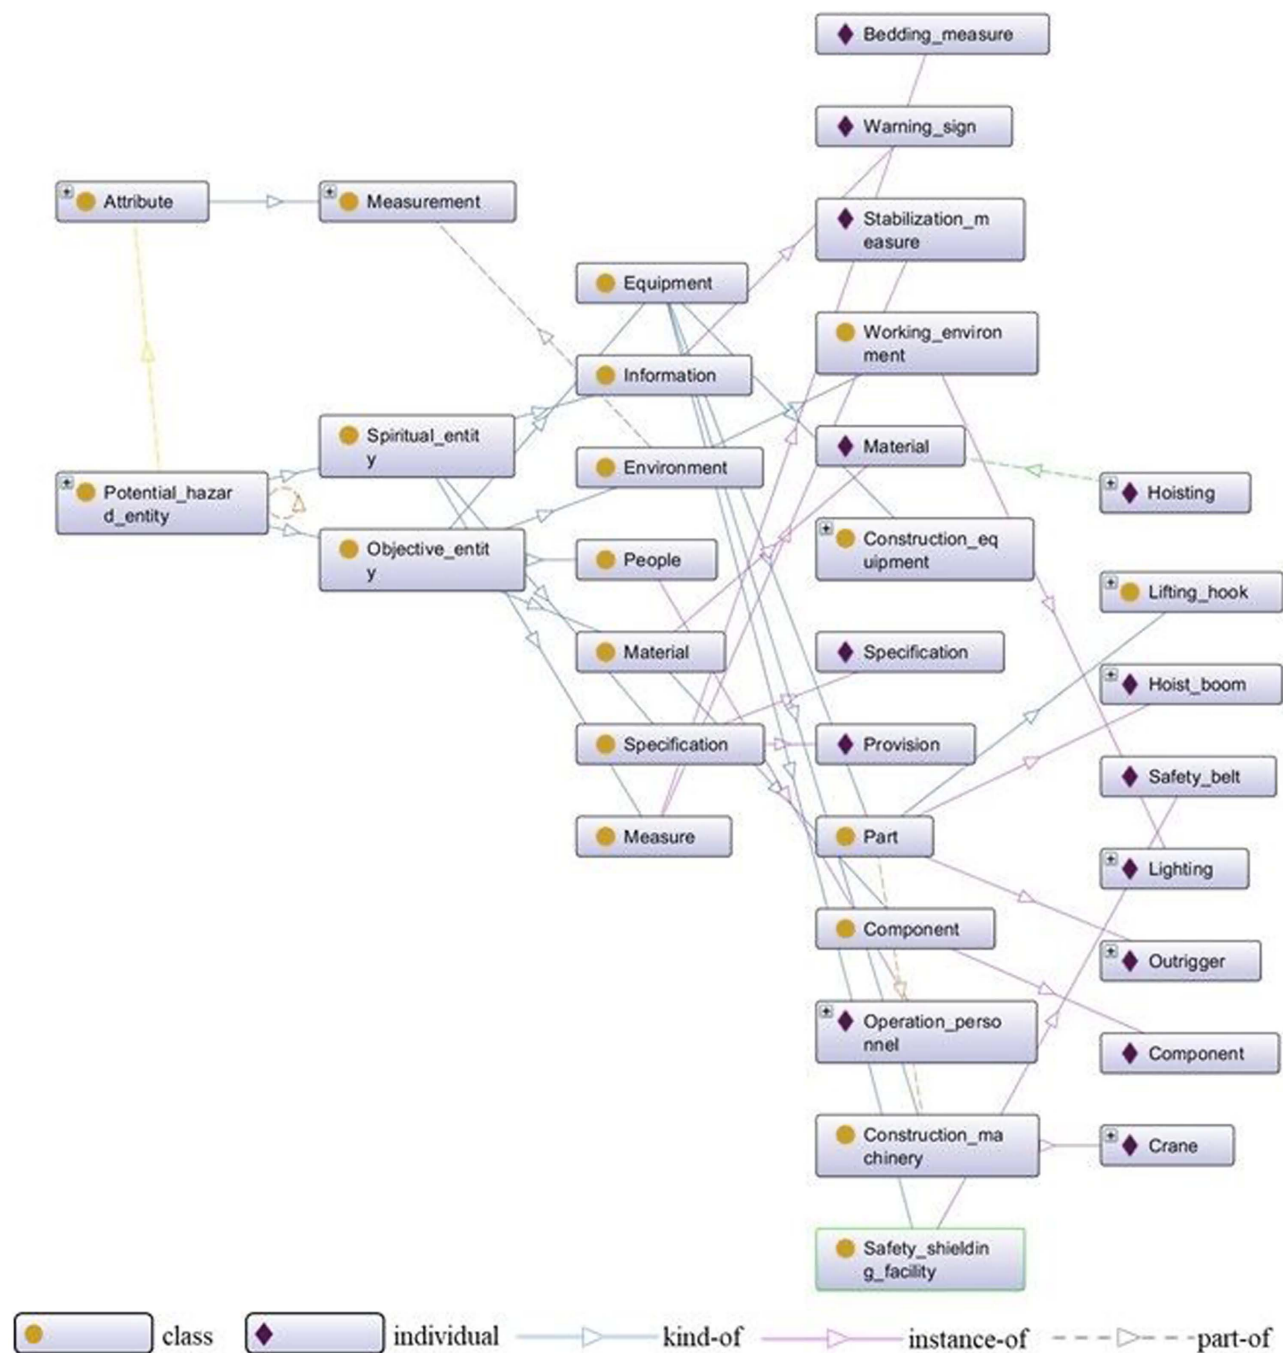 Bedding_measure
Warning_sign
Attribute
Measurement
Stabilization_m
easure
Equipment
Working_environ
ment
Information
Spiritual_entit
y
Material
Environment
Potential_hazar
d_entity
Hoisting
Objective_entit
y
Construction_eq
uipment
People
Lifting_hook
Material
Specification
Hoist_boom
Specification
Provision
Safety_belt
Measure
Part
Lighting
Component
Outrigger
Operation_perso
nnel
Component
Construction_ma
chinery
Crane
Safety_shieldin
g_facility
class
individual
kind-of
instance-of
part-of